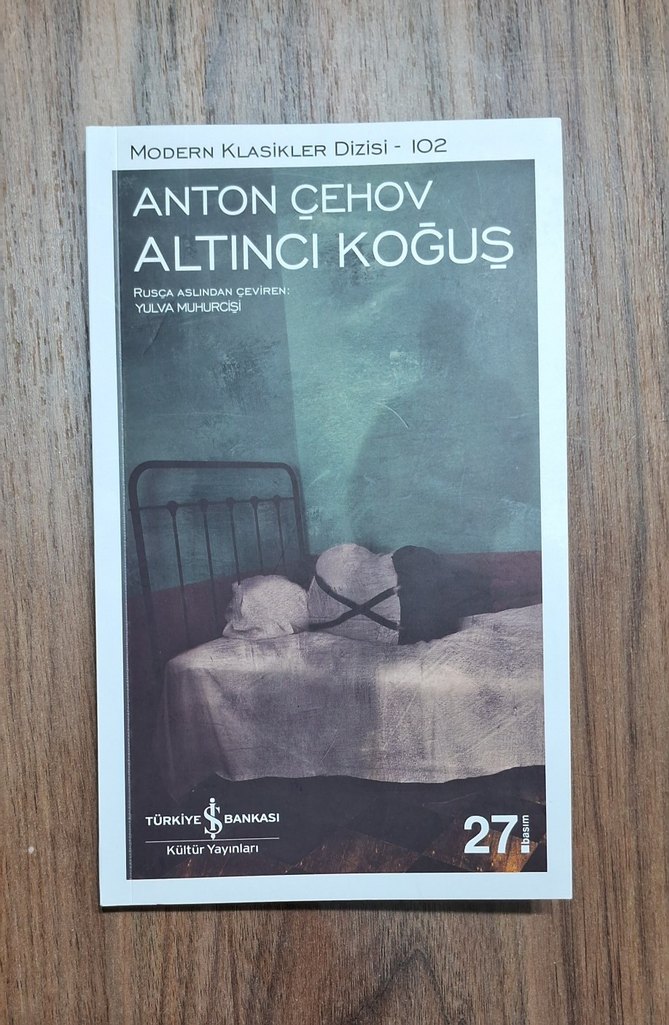 MODERN KLASİKLER DİZİSİ - 102
ANTON ÇEHOV
ALTINCI KOĞUŞ
RUSÇA ASLINDAN ÇEVİREN:
YULVA MUHURCİŞİ
TÜRKİYE İŞ BANKASI
Kültür Yayınları
27.basım